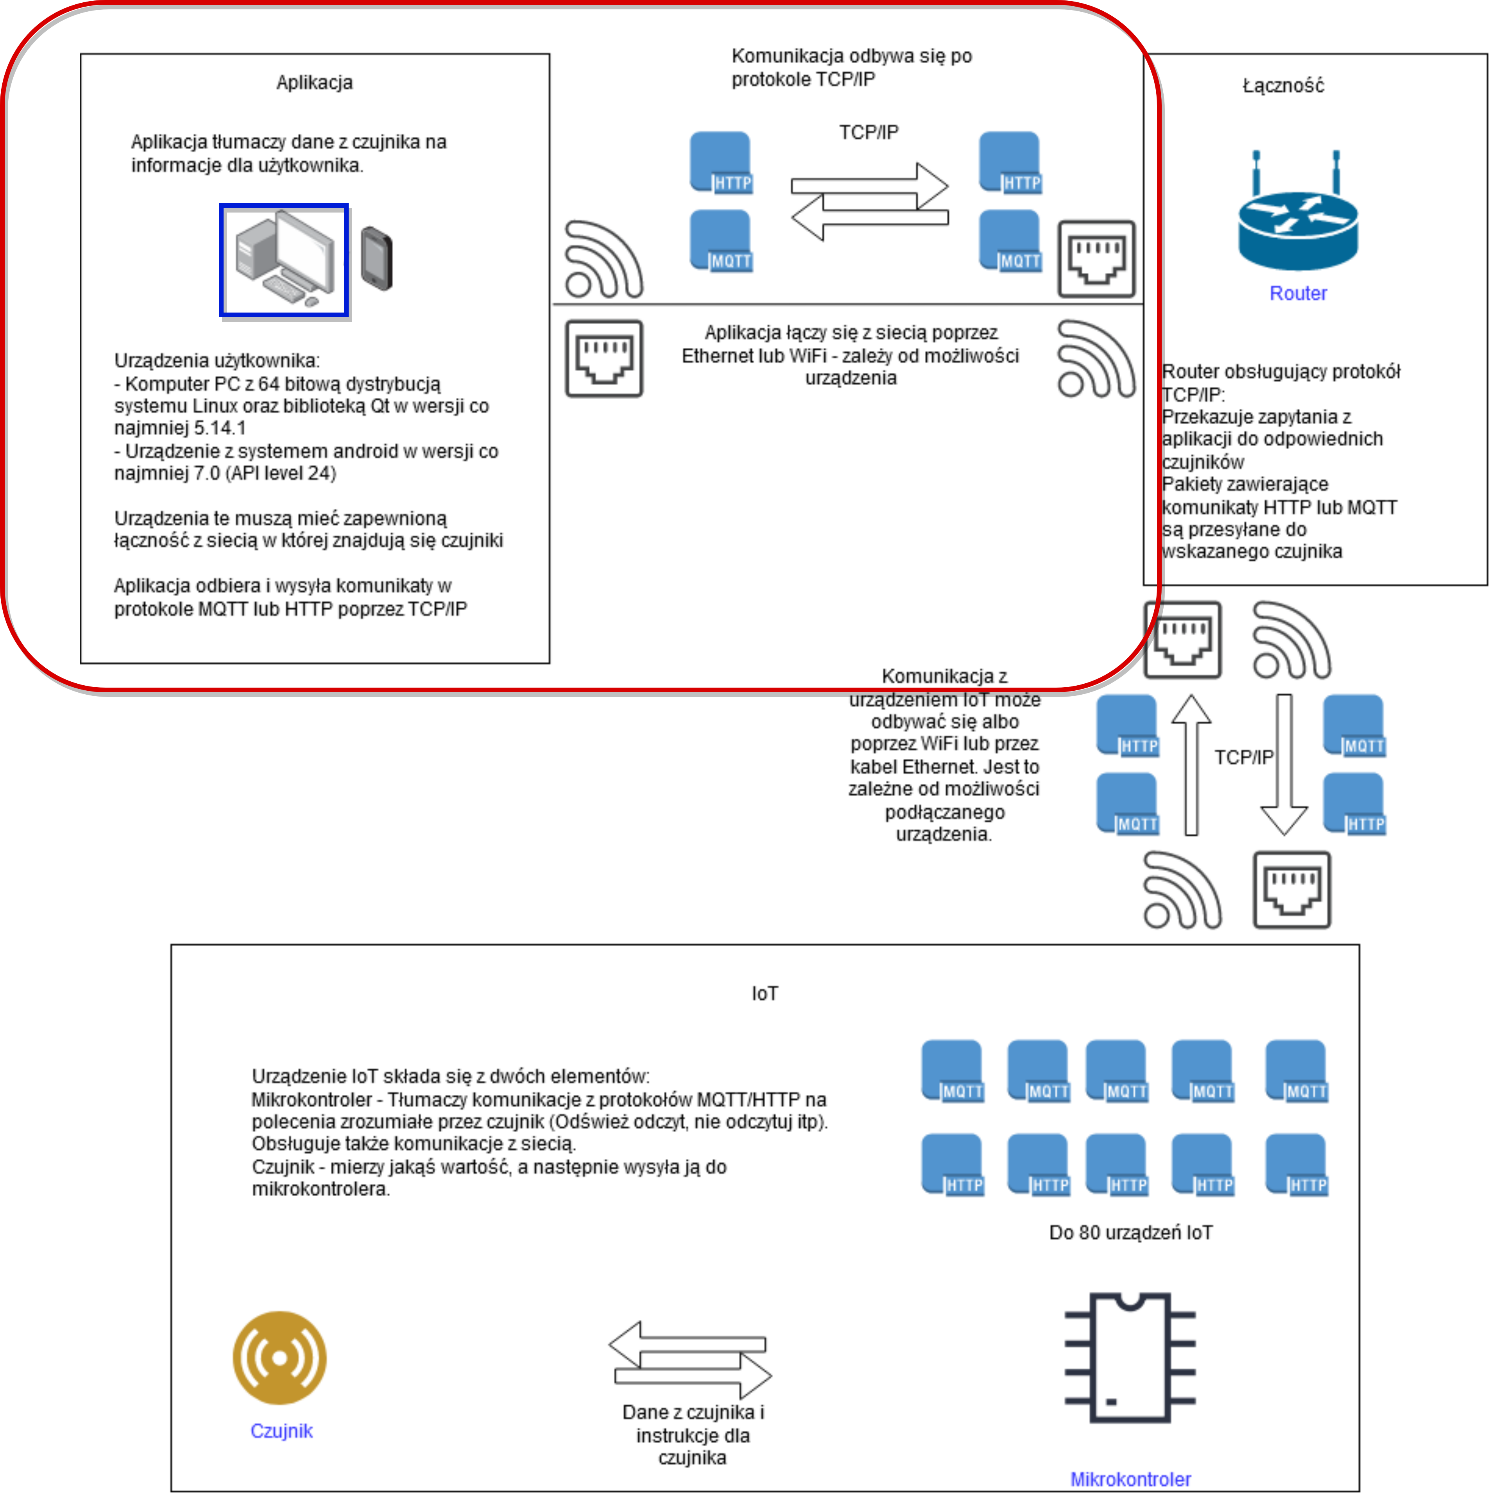 Aplikacja
Aplikacja tłumaczy dane z czujnika na
informacje dla użytkownika.
Urządzenia użytkownika:
- Komputer PC z 64 bitową dystrybucją
systemu Linux oraz biblioteką Qt w wersji co
najmniej 5.14.1
- Urządzenie z systemem android w wersji co
najmniej 7.0 (API level 24)
Urządzenia te muszą mieć zapewnioną
łączność z siecią w której znajdują się czujniki
Aplikacja odbiera i wysyła komunikaty w
protokole MQTT lub HTTP poprzez TCP/IP
Komunikacja odbywa się po
protokole TCP/IP
TCP/IP
HTTP
HTTP
MQTT
MQTT
Aplikacja łączy się z siecią poprzez
Ethernet lub WiFi - zależy od możliwości
urządzenia
Łączność
Router
Router obsługujący protokół
TCP/IP:
Przekazuje zapytania z
aplikacji do odpowiednich
czujników
Pakiety zawierające
komunikaty HTTP lub MQTT
są przesyłane do
wskazanego czujnika
Komunikacja z
urządzeniem IoT może
odbywać się albo
poprzez WiFi lub przez
kabel Ethernet. Jest to
zależne od możliwości
podłączanego
urządzenia.
HTTP
TCP/IP
MQTT
MQTT
HTTP
IoT
Urządzenie IoT składa się z dwóch elementów:
Mikrokontroler - Tłumaczy komunikacje z protokołów MQTT/HTTP na
polecenia zrozumiałe przez czujnik (Odśwież odczyt, nie odczytuj itp).
Obsługuje także komunikacje z siecią.
Czujnik - mierzy jakąś wartość, a następnie wysyła ją do
mikrokontrolera.
MQTT MQTT MQTT MQTT MQTT
HTTP HTTP HTTP HTTP HTTP
Do 80 urządzeń IoT
Czujnik
Dane z czujnika i
instrukcje dla
czujnika
Mikrokontroler